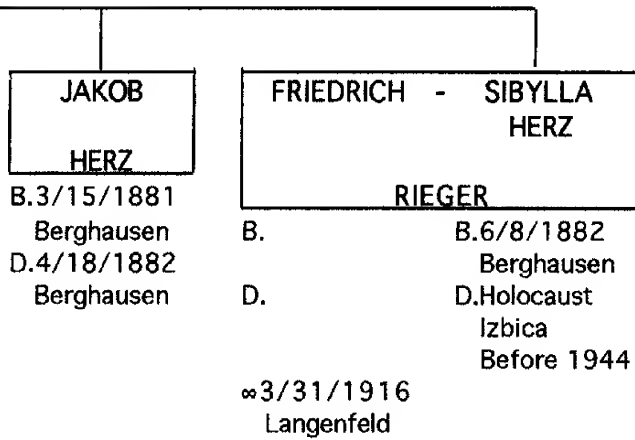 JAKOB
HERZ
B.3/15/1881
Berghausen
D.4/18/1882
Berghausen
FRIEDRICH - SIBYLLA
HERZ
RIEGER
B. B.6/8/1882
Berghausen
D. D.Holocaust
Izbica
Before 1944
∞3/31/1916
Langenfeld